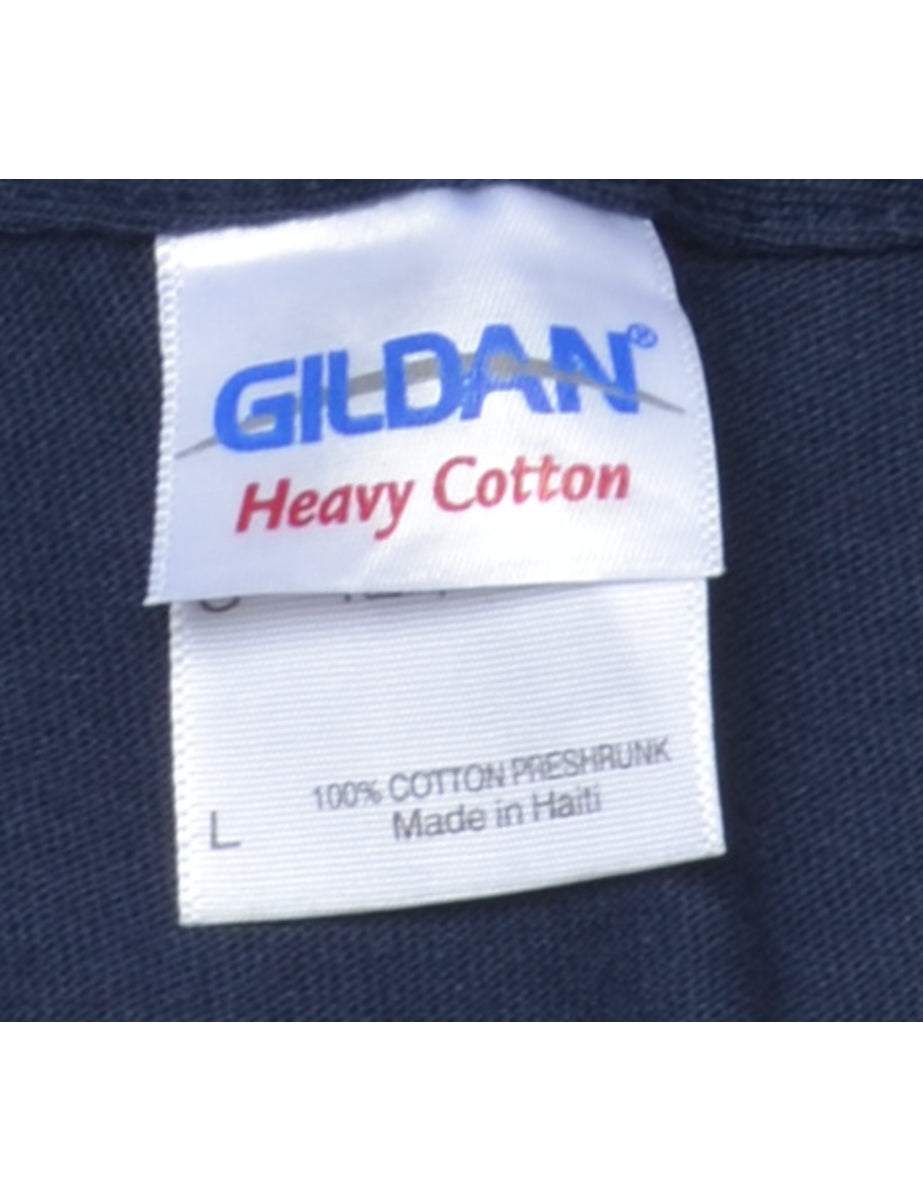 GILDAN®
Heavy Cotton
100% COTTON PRESHRUNK
Made in Haiti
L